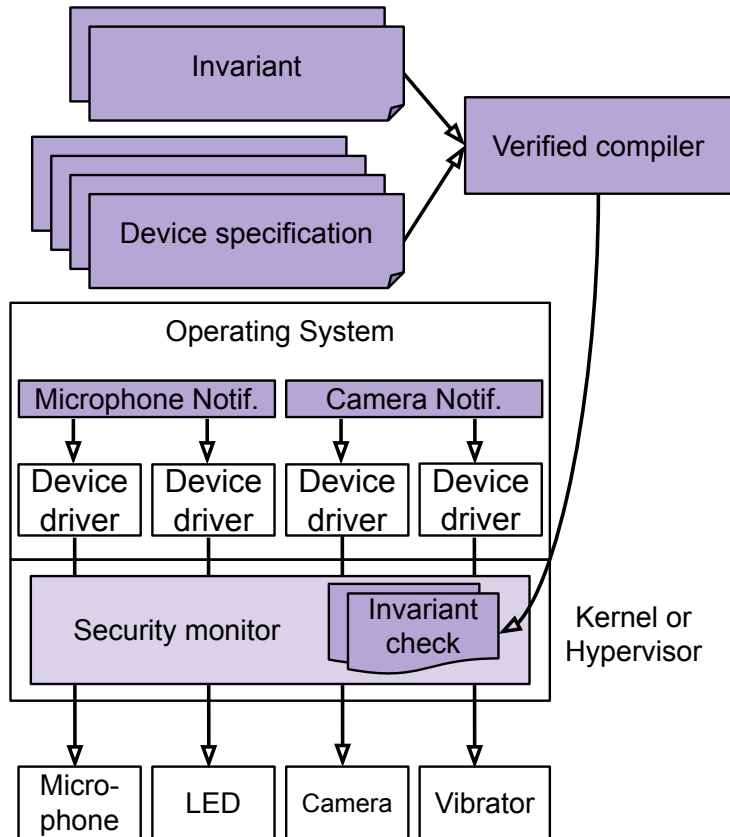 Invariant
Verified compiler
Device specification
Operating System
Microphone Notif.
Camera Notif.
Device
driver
Device
driver
Device
driver
Device
driver
Security monitor
Invariant
check
Kernel or
Hypervisor
Micro-
phone
LED
Camera
Vibrator